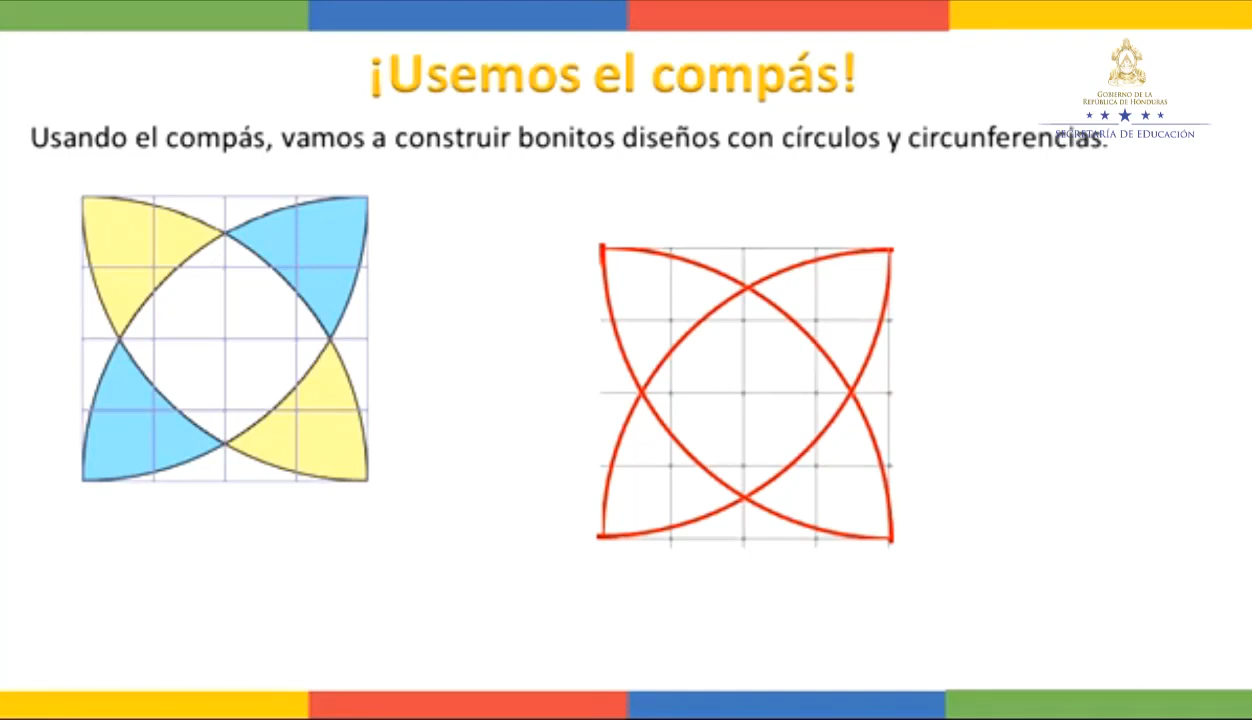 ¡Usemos el compás!
GOBIERNO DE LA
REPÚBLICA DE HONDURAS
SECRETARÍA DE EDUCACIÓN
Usando el compás, vamos a construir bonitos diseños con círculos y circunferencias.